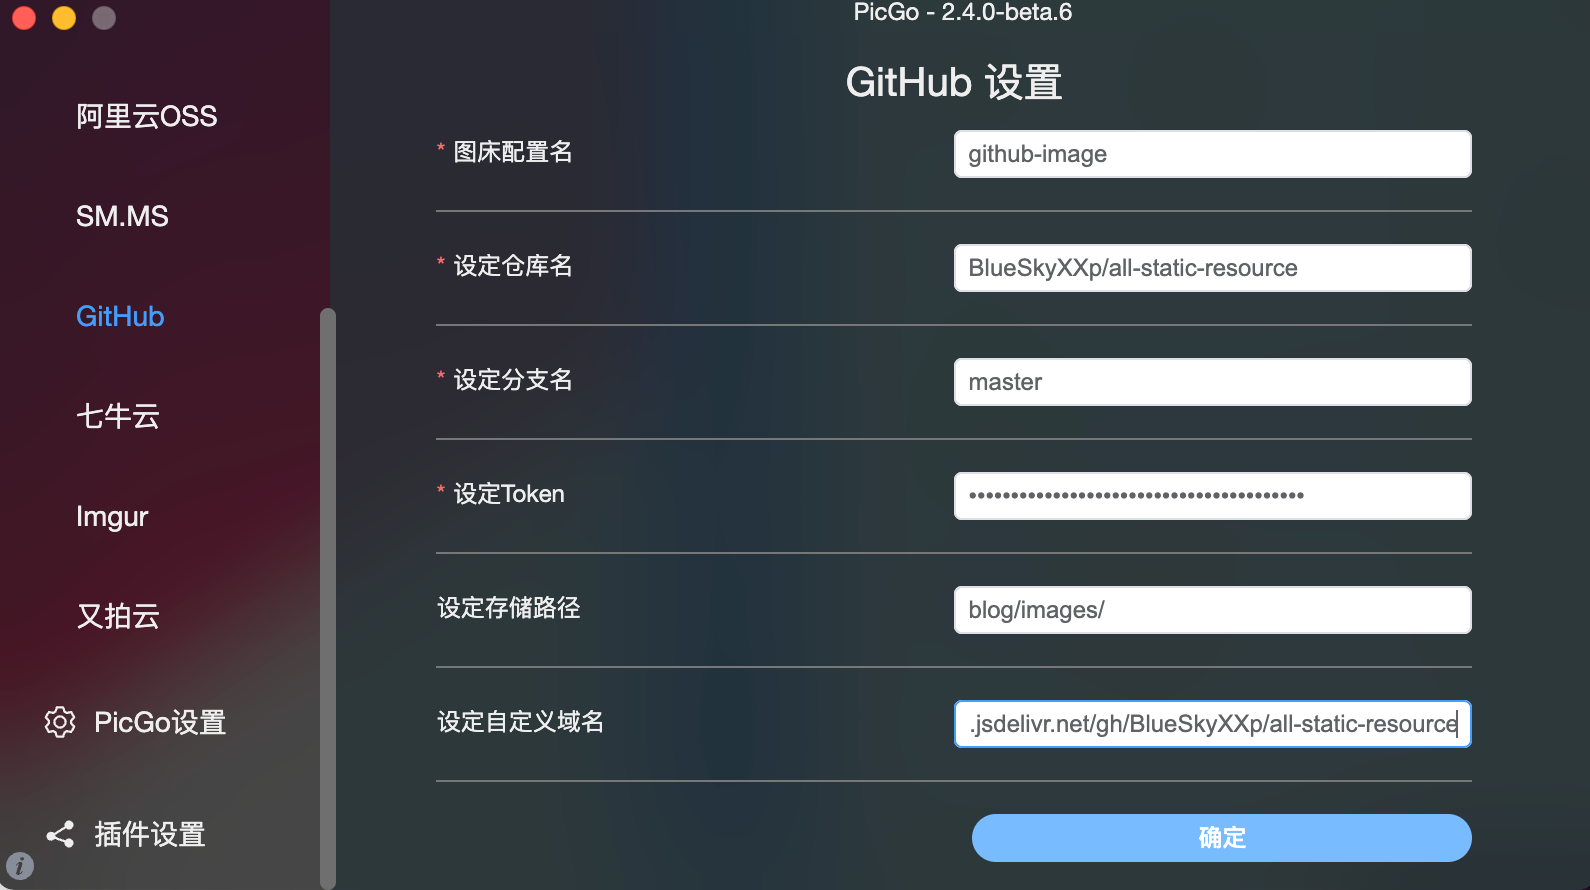 PicGo - 2.4.0-beta.6
阿里云OSS
SM.MS
GitHub
七牛云
Imgur
又拍云
PicGo设置
插件设置
i
GitHub 设置
* 图床配置名
github-image
* 设定仓库名
BlueSkyXXp/all-static-resource
* 设定分支名
master
* 设定Token
••••••••••••••••••••••••••••••••••••••••
设定存储路径
blog/images/
设定自定义域名
.jsdelivr.net/gh/BlueSkyXXp/all-static-resource
确定